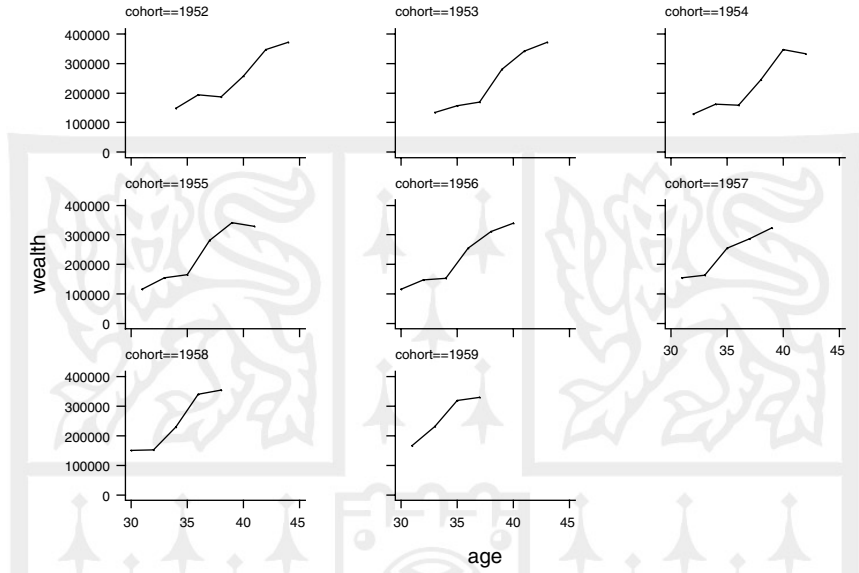 cohort==1952
cohort==1953
cohort==1954
400000
300000
200000
100000
0
cohort==1955
cohort==1956
cohort==1957
400000
300000
200000
100000
0
wealth
30 35 40 45
cohort==1958
cohort==1959
400000
300000
200000
100000
0
30 35 40 45
30 35 40 45
age